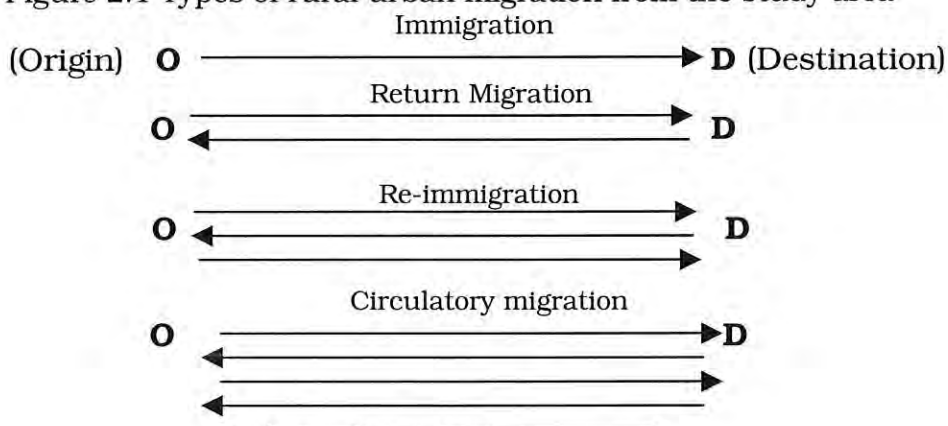 Immigration
(Origin) O D (Destination)
Return Migration
O D
Re-immigration
O D
Circulatory migration
O D